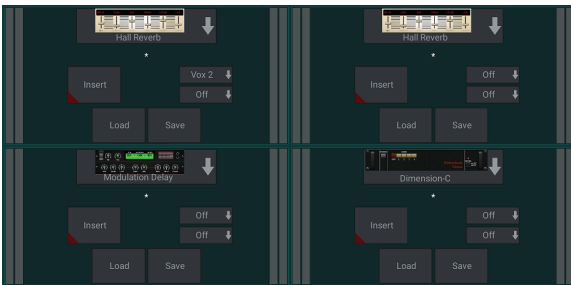 Hall Reverb
*
Insert
Vox 2
Off
Load
Save
Hall Reverb
*
Insert
Off
Off
Load
Save
Modulation Delay
*
Insert
Off
Off
Load
Save
Dimension-C
*
Insert
Off
Off
Load
Save